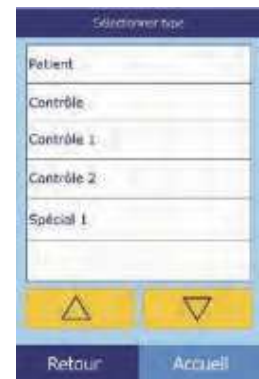 Sélectionner type
Patient
Contrôle
Contrôle 1
Contrôle 2
Spécial 1
Retour Accueil